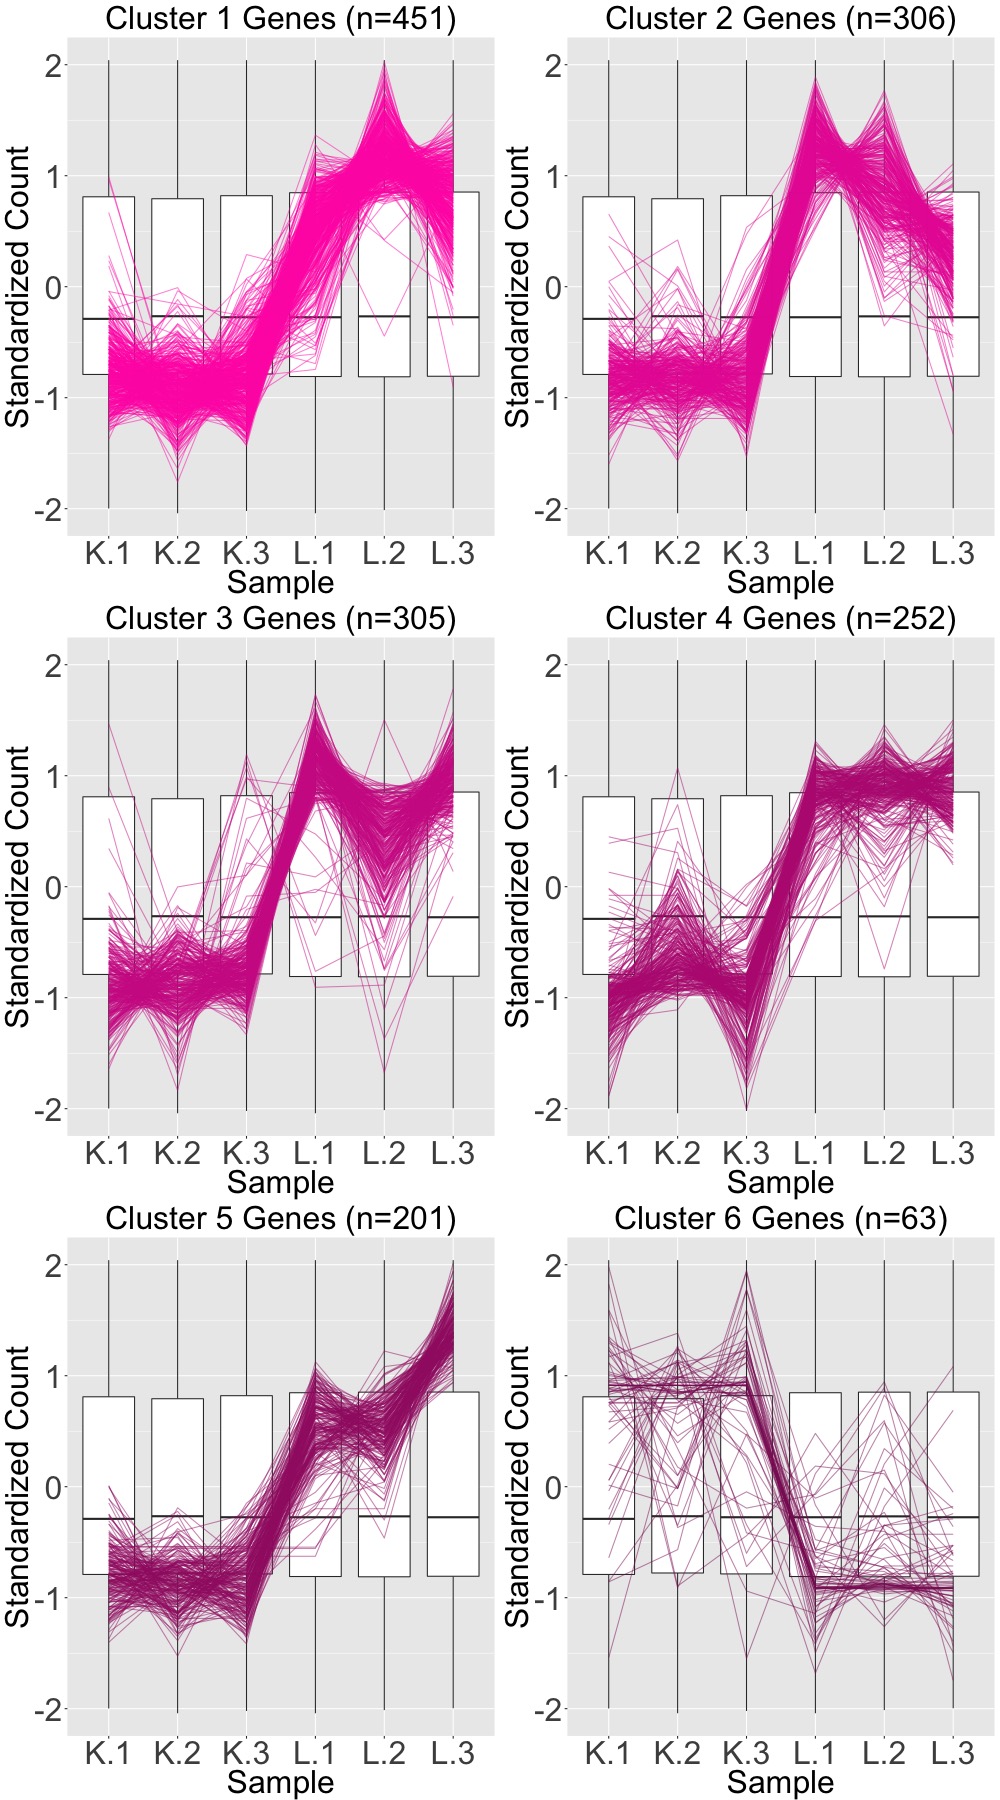 Cluster 1 Genes (n=451)
Standardized Count
2
1
0
-1
-2
K.1 K.2 K.3 L.1 L.2 L.3
Sample
Cluster 2 Genes (n=306)
Standardized Count
2
1
0
-1
-2
K.1 K.2 K.3 L.1 L.2 L.3
Sample
Cluster 3 Genes (n=305)
Standardized Count
2
1
0
-1
-2
K.1 K.2 K.3 L.1 L.2 L.3
Sample
Cluster 4 Genes (n=252)
Standardized Count
2
1
0
-1
-2
K.1 K.2 K.3 L.1 L.2 L.3
Sample
Cluster 5 Genes (n=201)
Standardized Count
2
1
0
-1
-2
K.1 K.2 K.3 L.1 L.2 L.3
Sample
Cluster 6 Genes (n=63)
Standardized Count
2
1
0
-1
-2
K.1 K.2 K.3 L.1 L.2 L.3
Sample